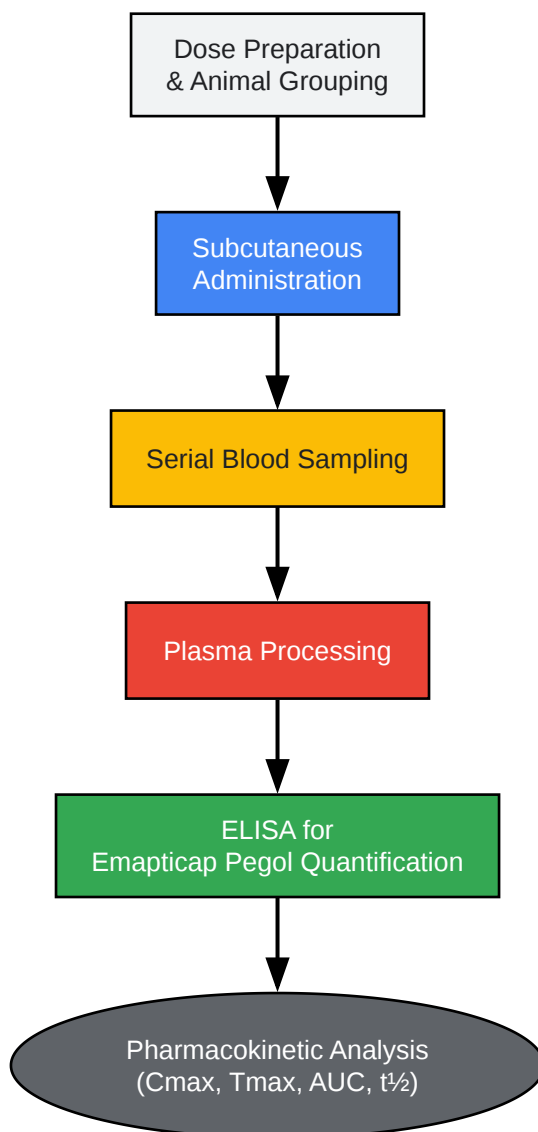 Dose Preparation
& Animal Grouping
Subcutaneous
Administration
Serial Blood Sampling
Plasma Processing
ELISA for
Emapticap Pegol Quantification
Pharmacokinetic Analysis
(Cmax, Tmax, AUC, t½)